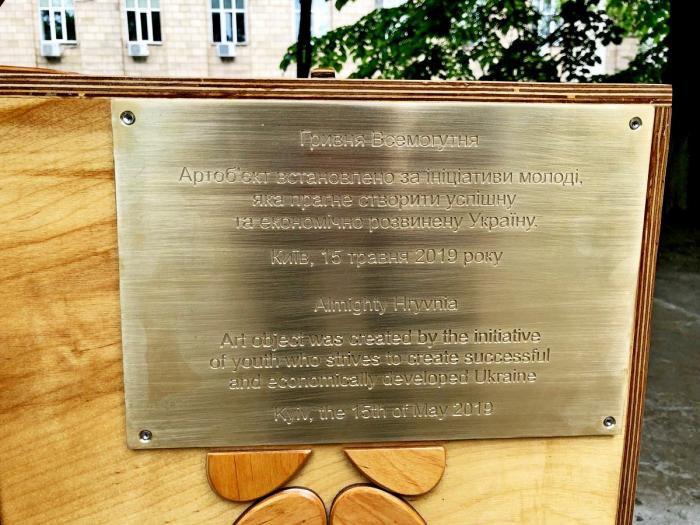 Гривня Всемогутня
Артоб'єкт встановлено за ініціативи молоді,
яка прагне створити успішну
та економічно розвинену Україну.
Київ, 15 травня 2019 року
Almighty Hryvnia
Art object was created by the initiative
of youth who strives to create successful
and economically developed Ukraine
Kyiv, the 15th of May 2019